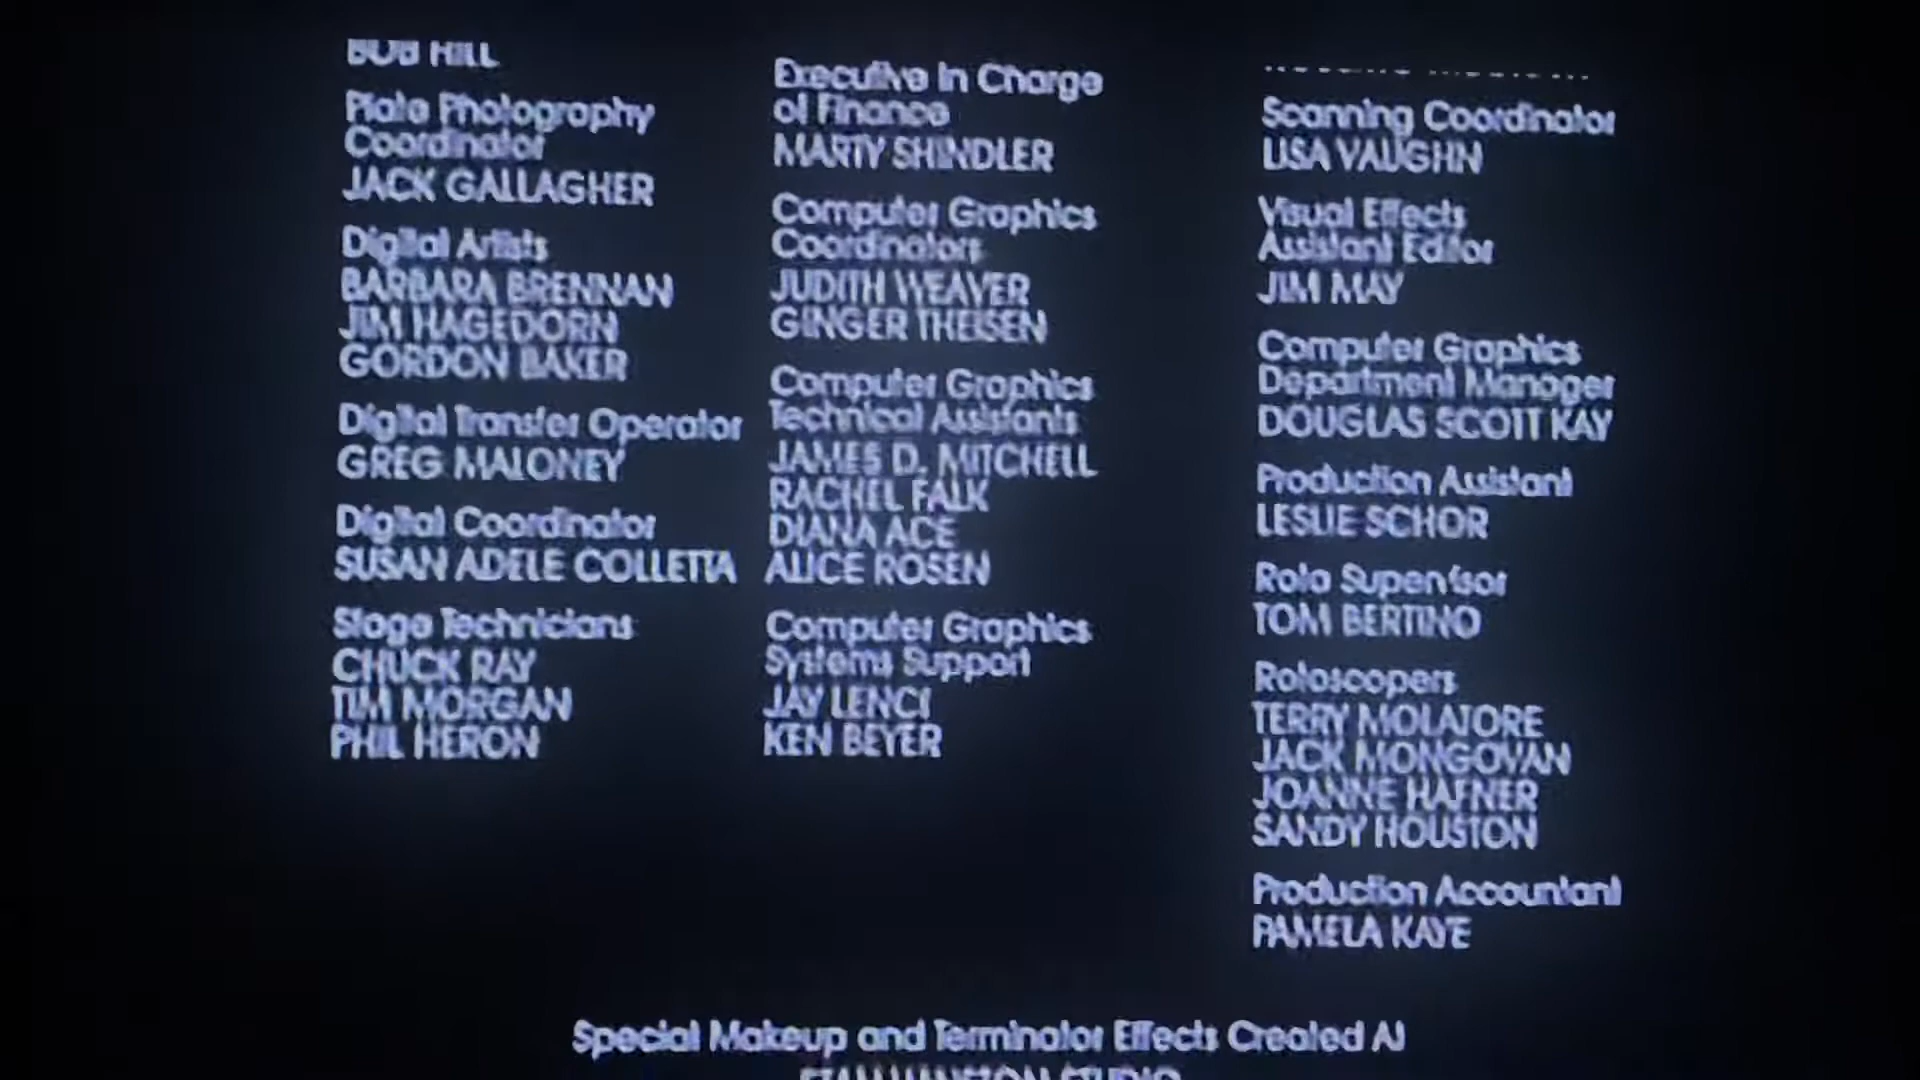 BOB HILL
Plate Photography
Coordinator
JACK GALLAGHER
Digital Artists
BARBARA BRENNAN
JIM HAGEDORN
GORDON BAKER
Digital Transfer Operator
GREG MALONEY
Digital Coordinator
SUSAN ADELE COLLETTA
Stage Technicians
CHUCK RAY
TIM MORGAN
PHIL HERON
Executive In Charge
of Finance
MARTY SHINDLER
Computer Graphics
Coordinators
JUDITH WEAVER
GINGER THEISEN
Computer Graphics
Technical Assistants
JAMES D. MITCHELL
RACHEL FALK
DIANA ACE
ALICE ROSEN
Computer Graphics
Systems Support
JAY LENCI
KEN BEYER
Scanning Coordinator
LISA VAUGHN
Visual Effects
Assistant Editor
JIM MAY
Computer Graphics
Department Manager
DOUGLAS SCOTT KAY
Production Assistant
LESLIE SCHOR
Roto Supervisor
TOM BERTINO
Rotoscopers
TERRY MOLATORE
JACK MONGOVAN
JOANNE HAFNER
SANDY HOUSTON
Production Accountant
PAMELA KAYE
Special Makeup and Terminator Effects Created At
STAN WINSTON STUDIO